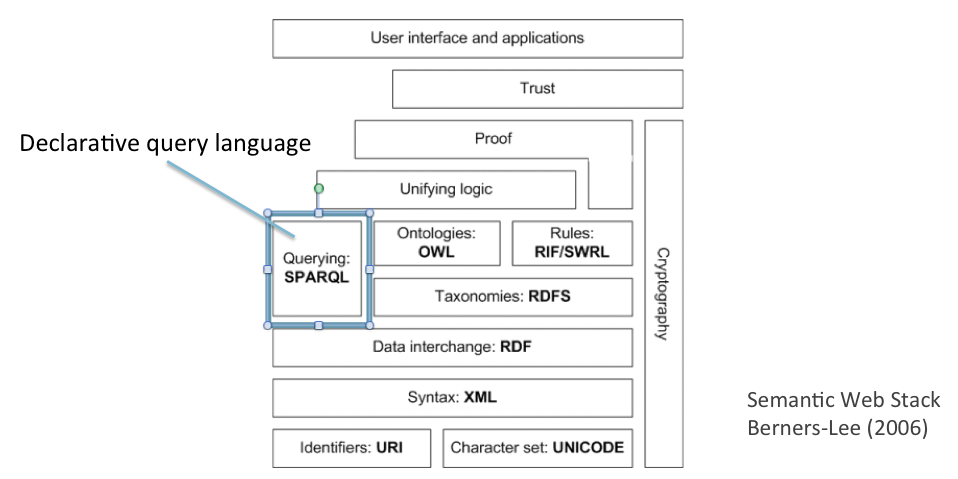 User interface and applications
Trust
Declarative query language
Proof
Unifying logic
Querying:
SPARQL
Ontologies:
OWL
Rules:
RIF/SWRL
Cryptography
Taxonomies: RDFS
Data interchange: RDF
Syntax: XML
Semantic Web Stack
Berners-Lee (2006)
Identifiers: URI
Character set: UNICODE